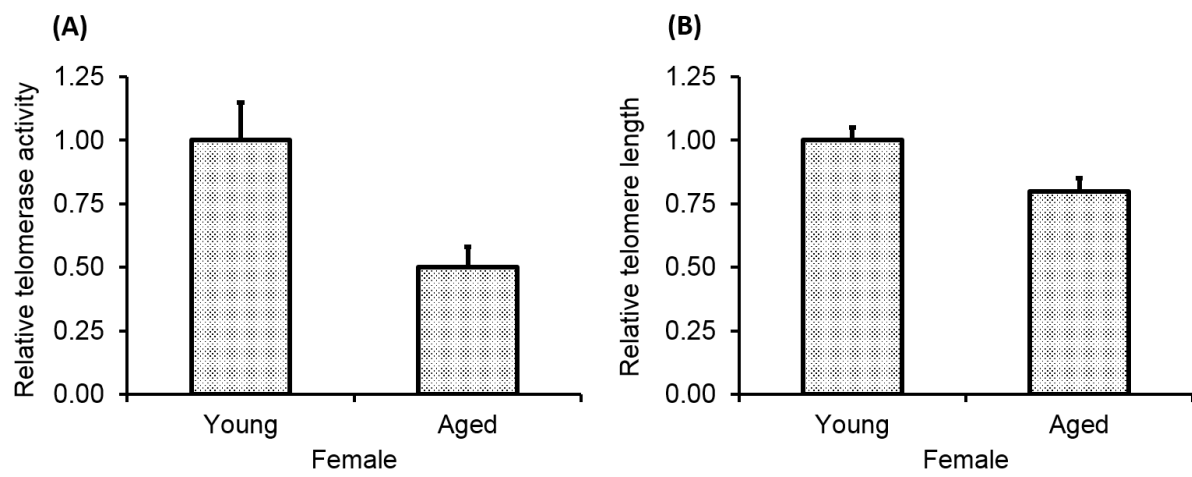 (A)
Relative telomerase activity
1.25
1.00
0.75
0.50
0.25
0.00
Young Aged
Female
(B)
Relative telomere length
1.25
1.00
0.75
0.50
0.25
0.00
Young Aged
Female